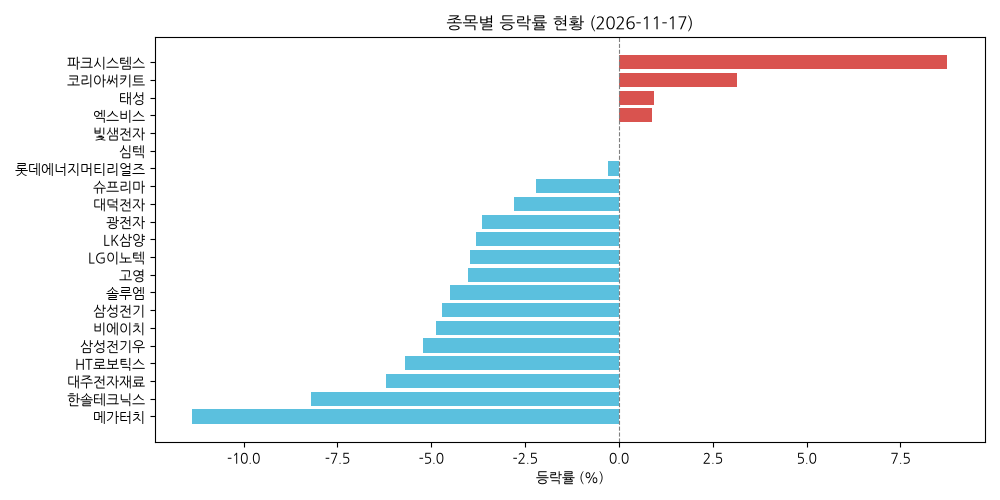 종목별 등락률 현황 (2026-11-17)
파크시스템스
코리아써키트
태성
엑스비스
빛샘전자
심텍
롯데에너지머티리얼즈
슈프리마
대덕전자
광전자
LK삼양
LG이노텍
고영
솔루엠
삼성전기
비에이치
삼성전기우
HT로보틱스
대주전자재료
한솔테크닉스
메가터치
-10.0 -7.5 -5.0 -2.5 0.0 2.5 5.0 7.5
등락률 (%)